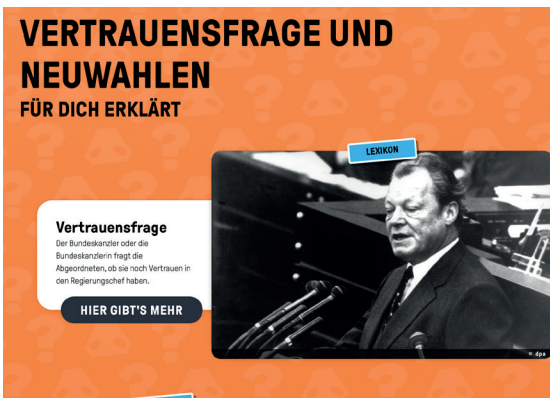 VERTRAUENSFRAGE UND
NEUWAHLEN
FÜR DICH ERKLÄRT
LEXIKON
Vertrauensfrage
Der Bundeskanzler oder die
Bundeskanzlerin fragt die
Abgeordneten, ob sie noch Vertrauen in
den Regierungschef haben.
HIER GIBT'S MEHR
© dpa